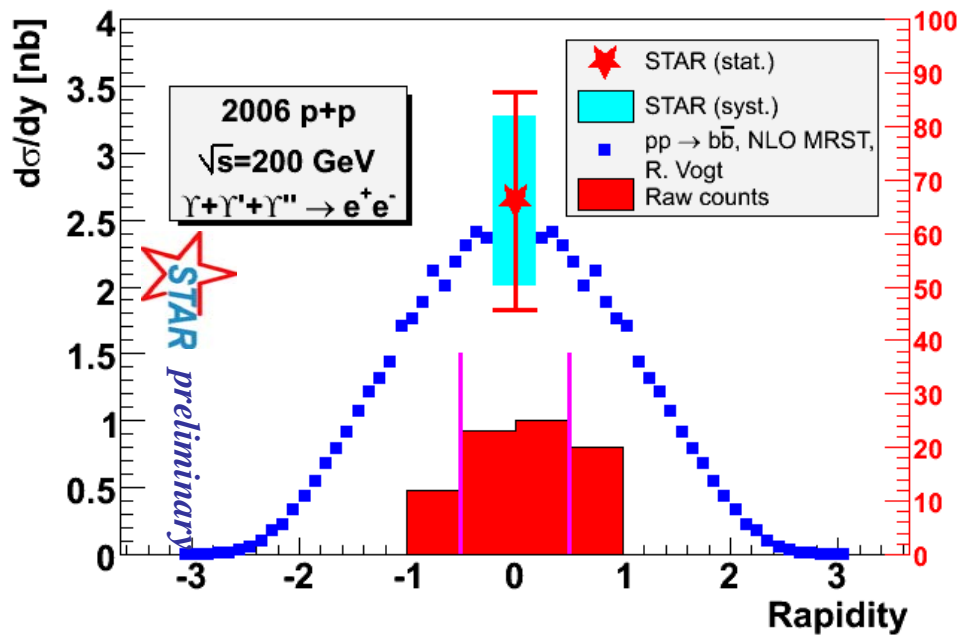 dσ/dy [nb]
4
3.5
3
2.5
2
1.5
1
0.5
0
2006 p+p
√s=200 GeV
ϒ+ϒ'+ϒ'' → e⁺e⁻
STAR
preliminary
STAR (stat.)
STAR (syst.)
pp → bb̄, NLO MRST,
R. Vogt
Raw counts
100
90
80
70
60
50
40
30
20
10
0
-3 -2 -1 0 1 2 3
Rapidity